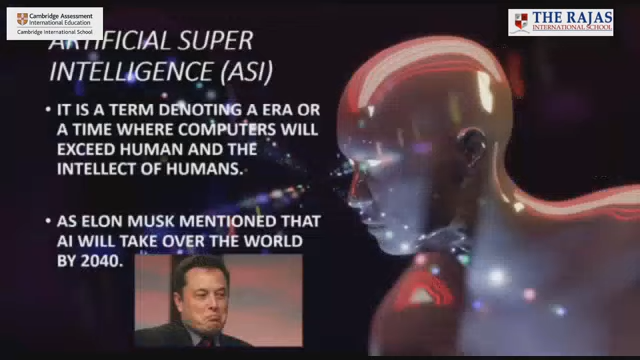 Cambridge Assessment
International Education
Cambridge International School
THE RAJAS
INTERNATIONAL SCHOOL
ARTIFICIAL SUPER
INTELLIGENCE (ASI)
• IT IS A TERM DENOTING A ERA OR
A TIME WHERE COMPUTERS WILL
EXCEED HUMAN AND THE
INTELLECT OF HUMANS.
• AS ELON MUSK MENTIONED THAT
AI WILL TAKE OVER THE WORLD
BY 2040.